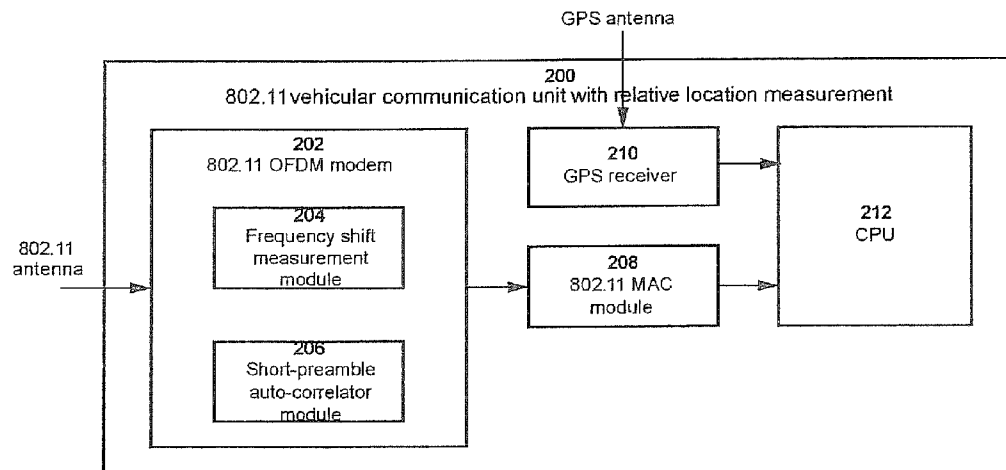 GPS antenna
200
802.11 vehicular communication unit with relative location measurement
202
802.11 OFDM modem
204
Frequency shift
measurement
module
206
Short-preamble
auto-correlator
module
802.11
antenna
210
GPS receiver
208
802.11 MAC
module
212
CPU